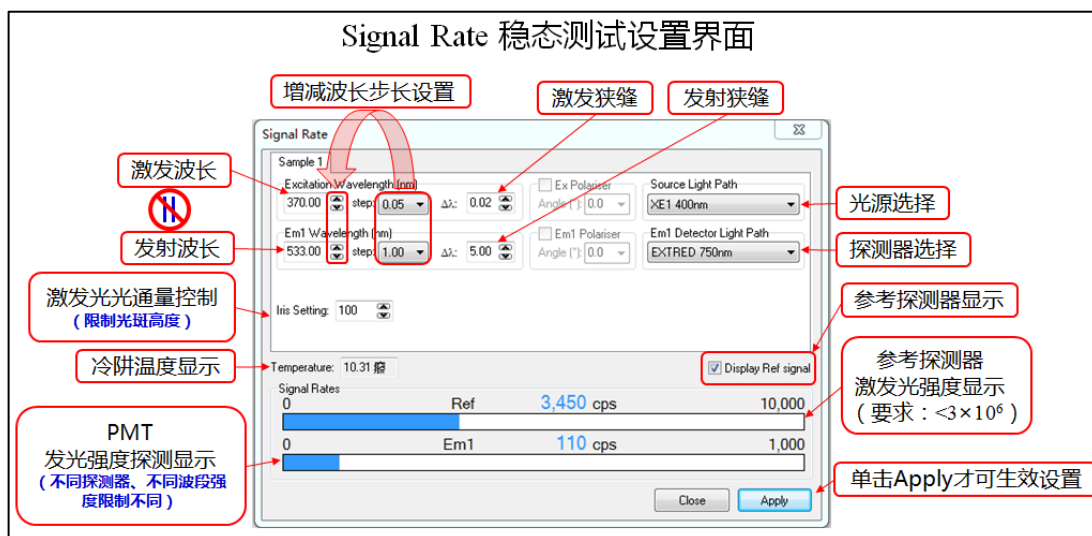 Signal Rate 稳态测试设置界面
增减波长步长设置
激发狭缝
发射狭缝
Signal Rate
Sample 1
激发波长
Excitation Wavelength (nm)
370.00 step: 0.05 Δλ: 0.02
Ex Polariser
Angle (°): 0.0
Source Light Path
XE1 400nm
光源选择
发射波长
Em1 Wavelength (nm)
533.00 step: 1.00 Δλ: 5.00
Em1 Polariser
Angle (°): 0.0
Em1 Detector Light Path
EXTRED 750nm
探测器选择
激发光光通量控制
（限制光斑高度）
Iris Setting: 100
参考探测器显示
冷阱温度显示
Temperature: 10.31
Display Ref signal
参考探测器
激发光强度显示
（要求：<3×10⁶）
Signal Rates
0 Ref 3,450 cps 10,000
0 Em1 110 cps 1,000
PMT
发光强度探测显示
（不同探测器、不同波段强
度限制不同）
Close Apply
单击Apply才可生效设置